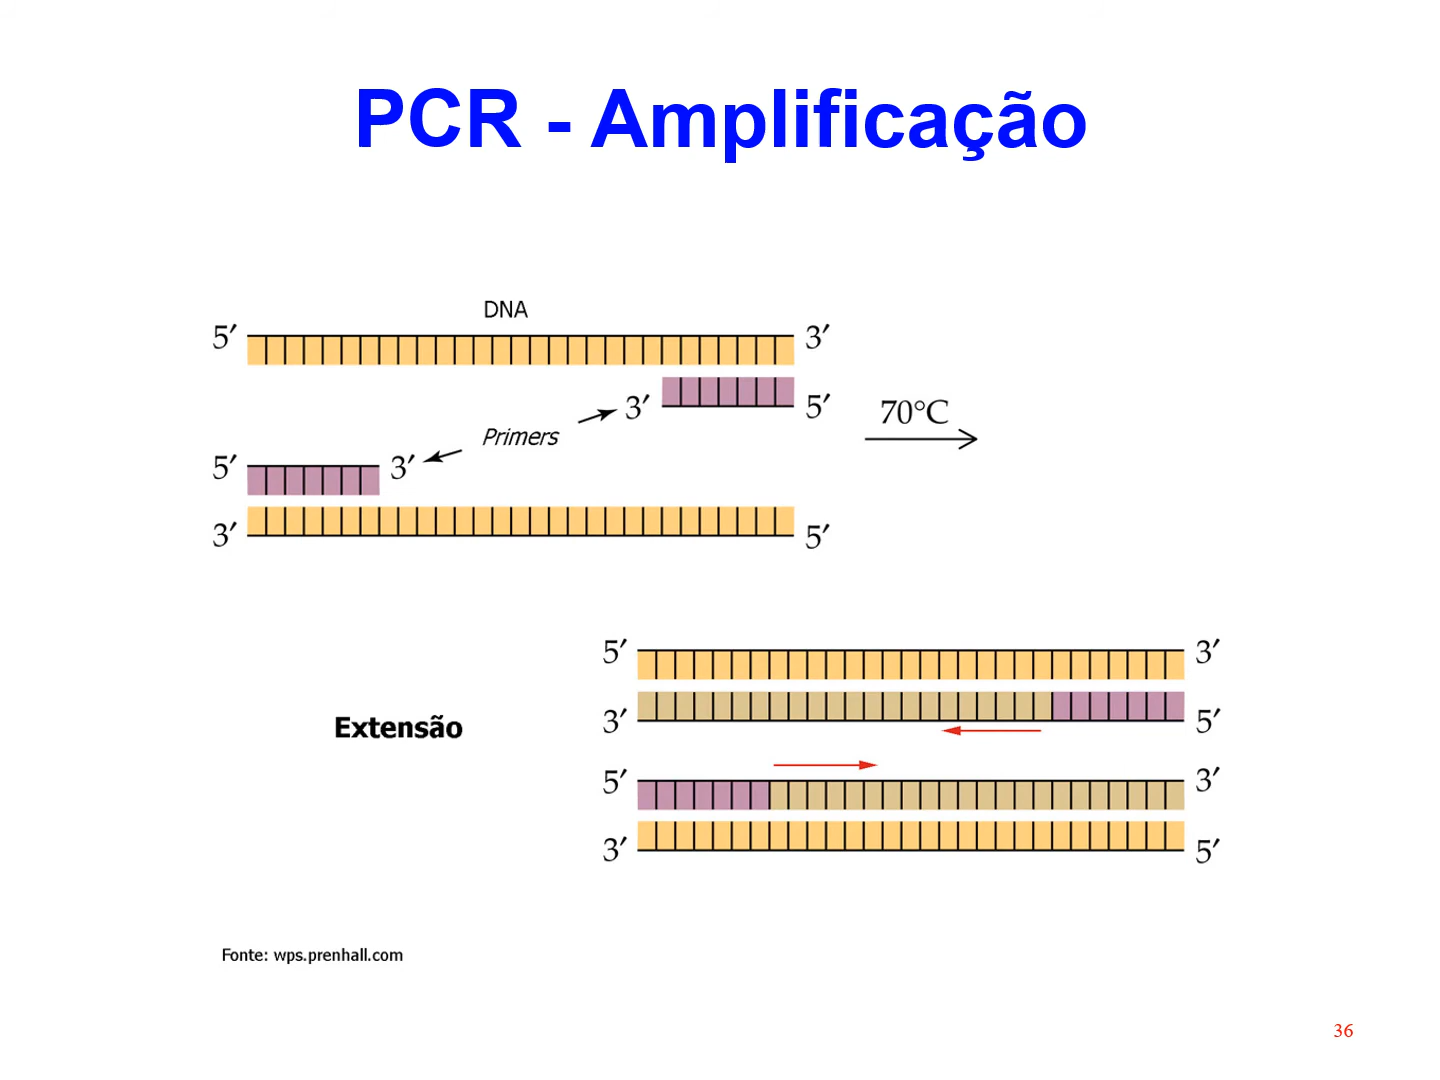 PCR - Amplificação
DNA
5′ 3′
3′ 5′
70°C
Primers
5′ 3′
3′ 5′
5′ 3′
Extensão
3′ 5′
5′ 3′
3′ 5′
Fonte: wps.prenhall.com
36